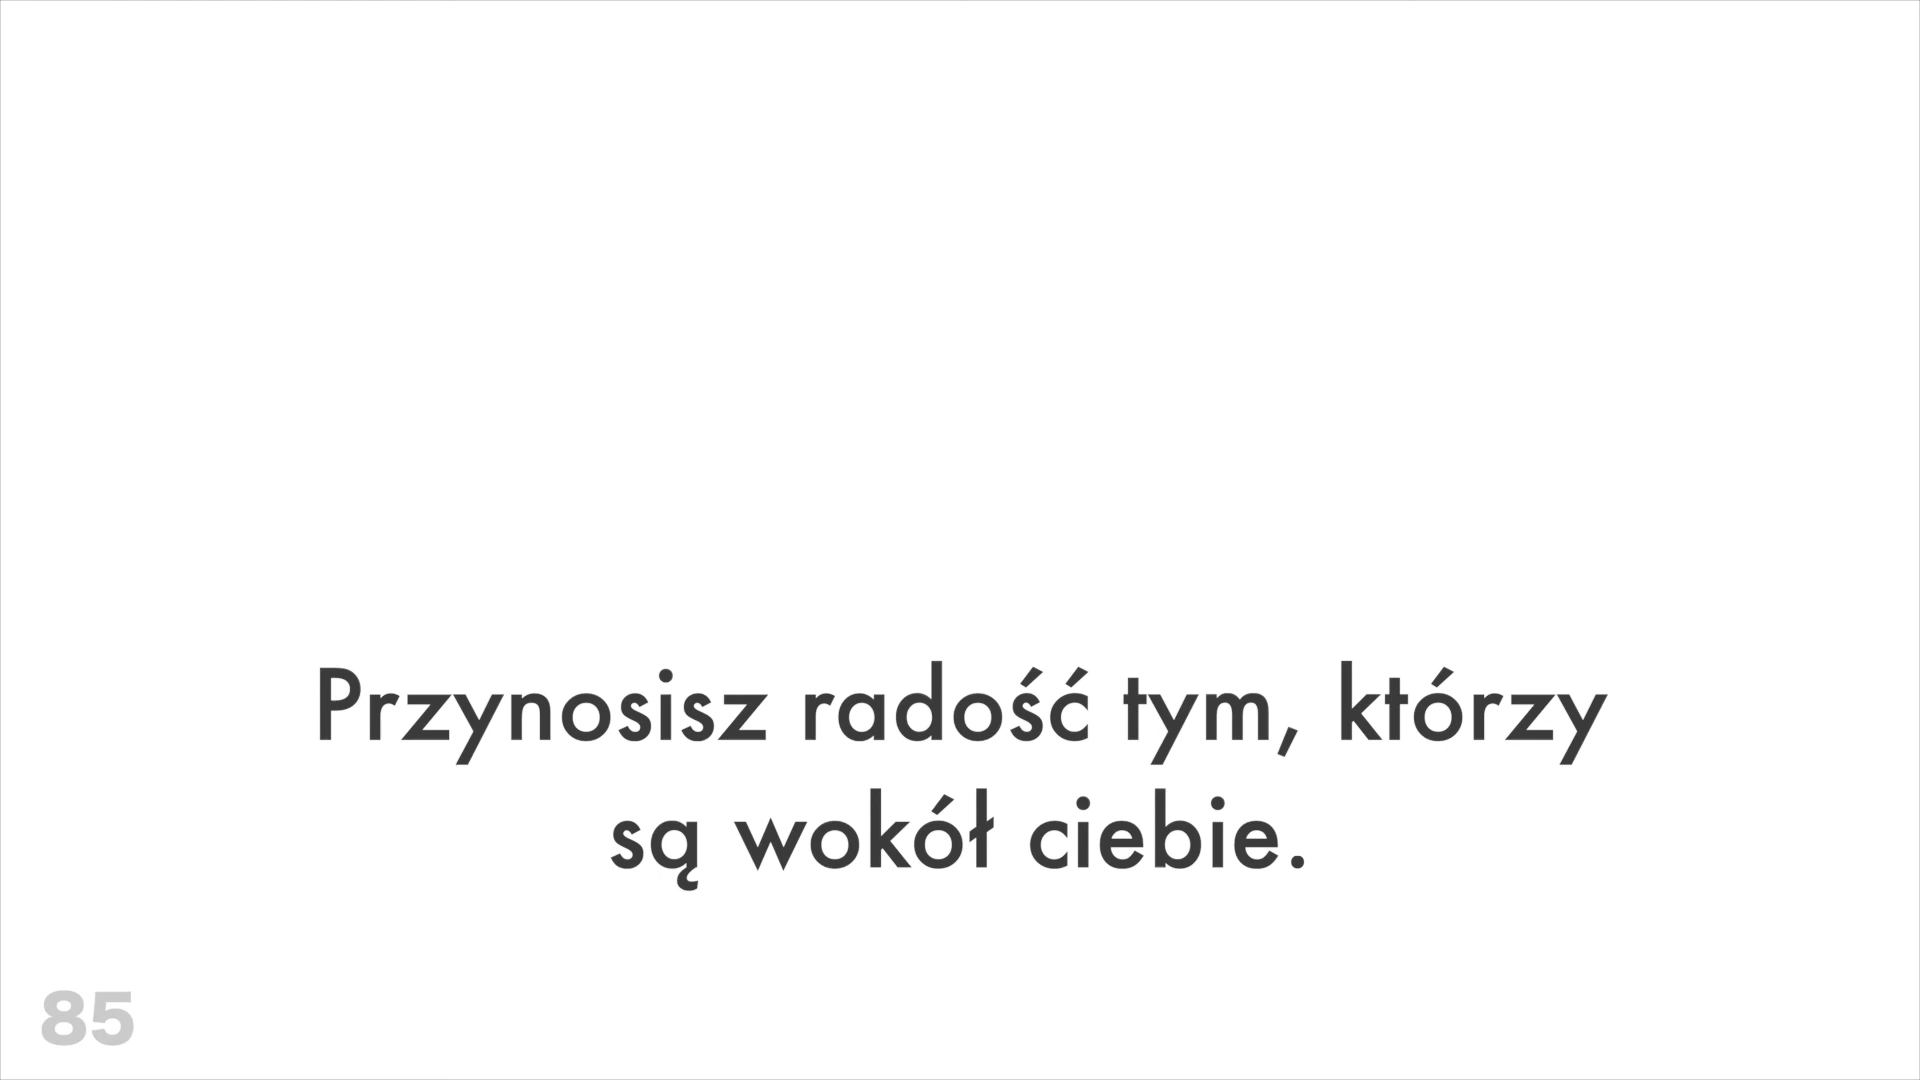 Przynosisz radość tym, którzy
są wokół ciebie.
85